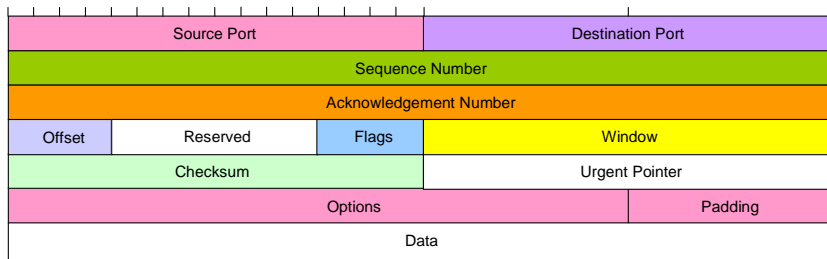 Source Port Destination Port
Sequence Number
Acknowledgement Number
Offset Reserved Flags Window
Checksum Urgent Pointer
Options Padding
Data